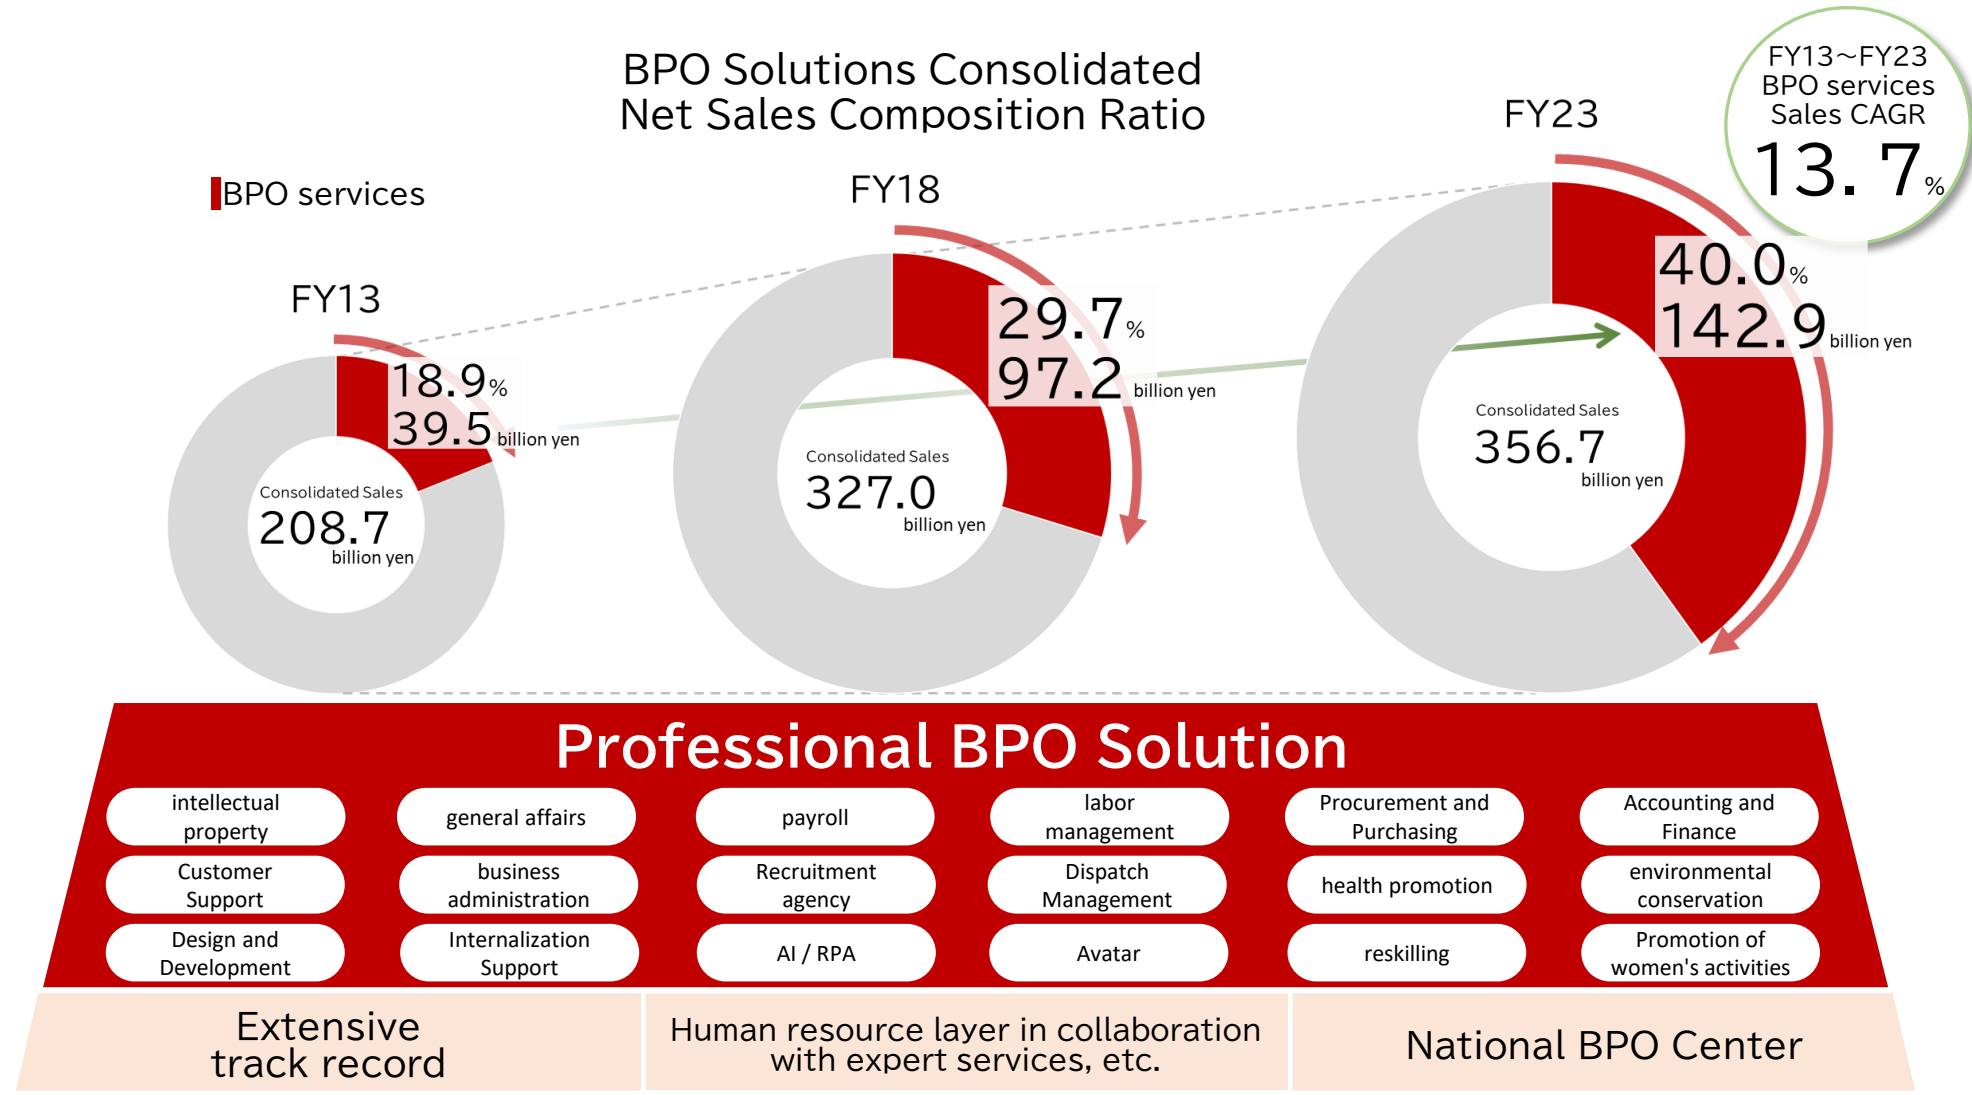 BPO Solutions Consolidated
Net Sales Composition Ratio
FY13～FY23
BPO services
Sales CAGR
13.7%
BPO services
FY13
18.9%
39.5 billion yen
Consolidated Sales
208.7
billion yen
FY18
29.7%
97.2 billion yen
Consolidated Sales
327.0
billion yen
FY23
40.0%
142.9 billion yen
Consolidated Sales
356.7
billion yen
Professional BPO Solution
intellectual
property
general affairs
payroll
labor
management
Procurement and
Purchasing
Accounting and
Finance
Customer
Support
business
administration
Recruitment
agency
Dispatch
Management
health promotion
environmental
conservation
Design and
Development
Internalization
Support
AI / RPA
Avatar
reskilling
Promotion of
women's activities
Extensive
track record
Human resource layer in collaboration
with expert services, etc.
National BPO Center